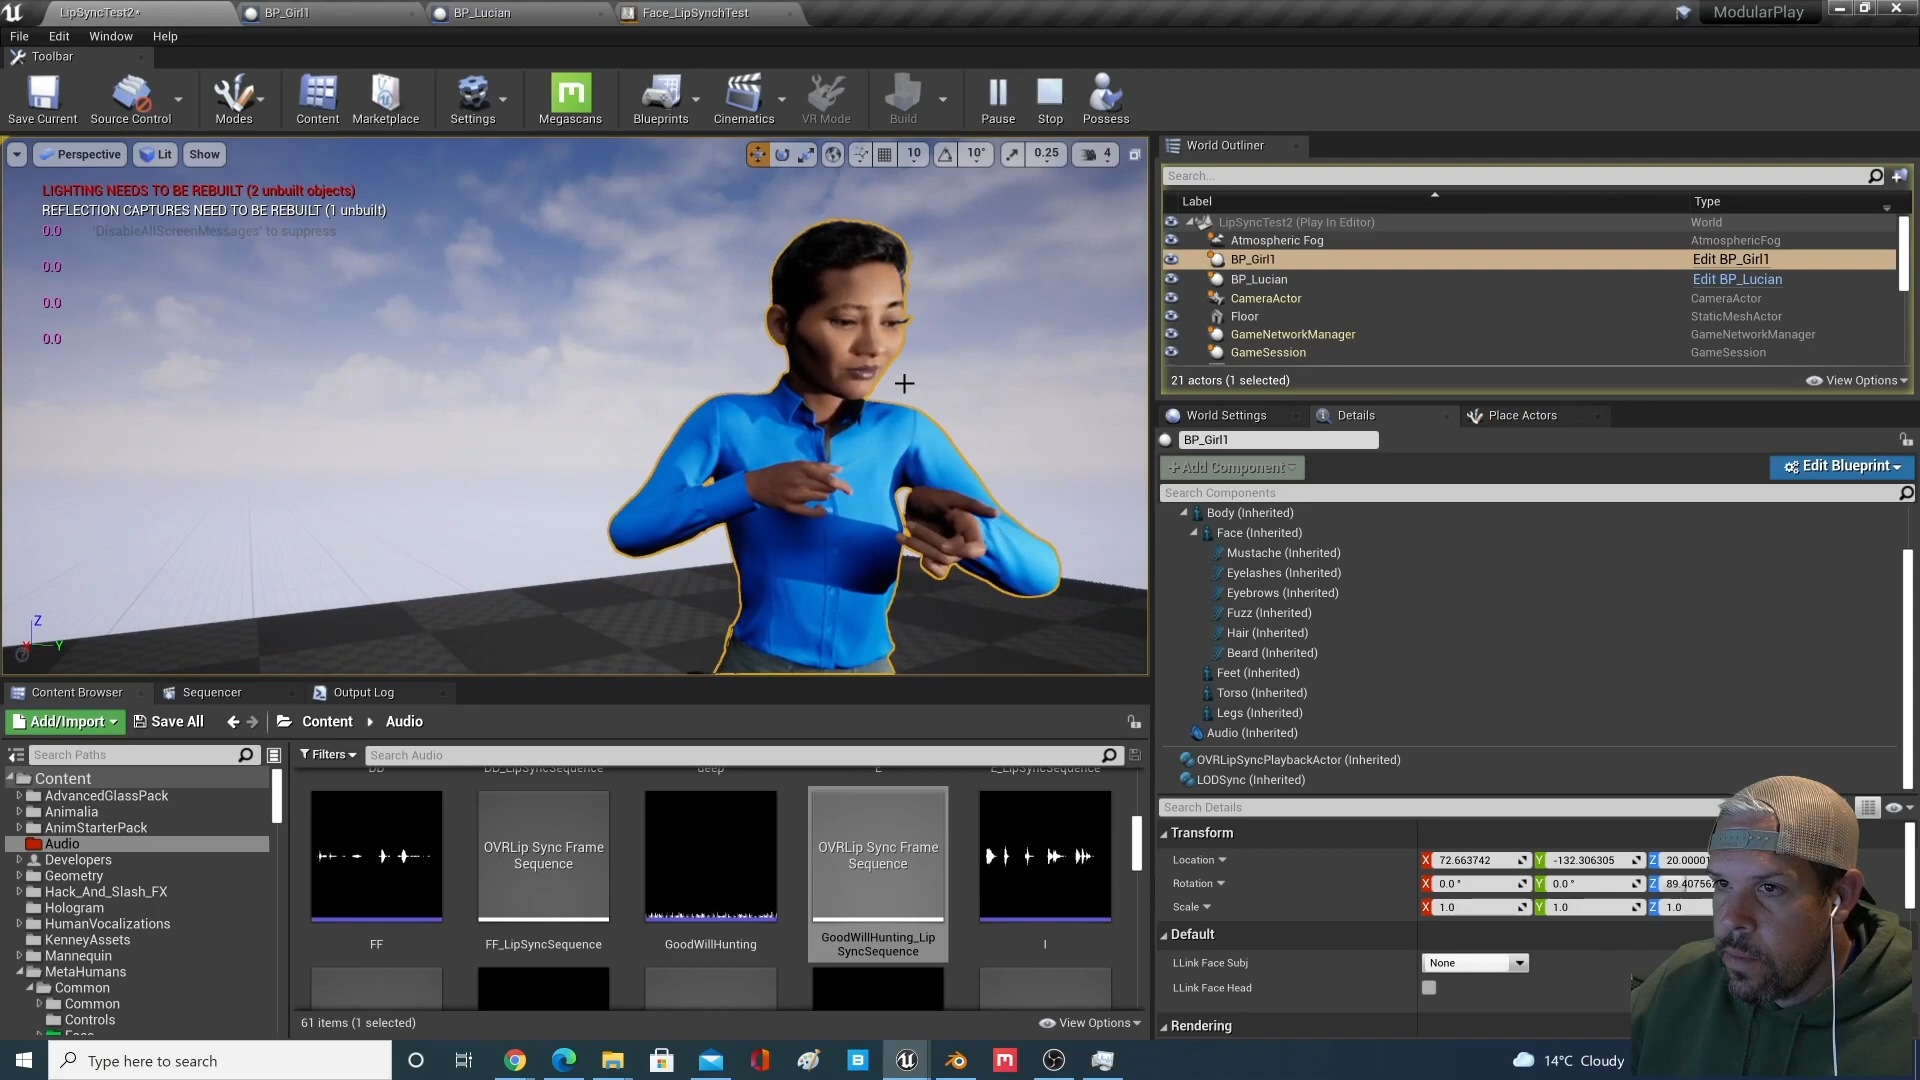 LipSyncTest2*
BP_Girl1
BP_Lucian
Face_LipSynchTest
ModularPlay
File Edit Window Help
Toolbar
Save Current
Source Control
Modes
Content
Marketplace
Settings
Megascans
Blueprints
Cinematics
VR Mode
Build
Pause
Stop
Possess
Perspective
Lit
Show
10
10°
0.25
4
LIGHTING NEEDS TO BE REBUILT (2 unbuilt objects)
REFLECTION CAPTURES NEED TO BE REBUILT (1 unbuilt)
0.0 'DisableAllScreenMessages' to suppress
0.0
0.0
0.0
Z
X
Y
World Outliner
Search...
Label Type
LipSyncTest2 (Play In Editor) World
Atmospheric Fog AtmosphericFog
BP_Girl1 Edit BP_Girl1
BP_Lucian Edit BP_Lucian
CameraActor CameraActor
Floor StaticMeshActor
GameNetworkManager GameNetworkManager
GameSession GameSession
21 actors (1 selected) View Options
World Settings
Details
Place Actors
BP_Girl1
+Add Component
Edit Blueprint
Search Components
Body (Inherited)
Face (Inherited)
Mustache (Inherited)
Eyelashes (Inherited)
Eyebrows (Inherited)
Fuzz (Inherited)
Hair (Inherited)
Beard (Inherited)
Feet (Inherited)
Torso (Inherited)
Legs (Inherited)
Audio (Inherited)
OVRLipSyncPlaybackActor (Inherited)
LODSync (Inherited)
Search Details
Transform
Location X 72.663742 Y -132.306305 Z 20.00001
Rotation X 0.0 ° Y 0.0 ° Z 89.40756
Scale X 1.0 Y 1.0 Z 1.0
Default
LLink Face Subj None
LLink Face Head
Rendering
Content Browser
Sequencer
Output Log
Add/Import
Save All
Content
Audio
Search Paths
Filters
Search Audio
Content
AdvancedGlassPack
Animalia
AnimStarterPack
Audio
Developers
Geometry
Hack_And_Slash_FX
Hologram
HumanVocalizations
KenneyAssets
Mannequin
MetaHumans
Common
Common
Controls
Face
DD
DD_LipSyncSequence
deep
E
E_LipSyncSequence
OVRLip Sync Frame
Sequence
OVRLip Sync Frame
Sequence
FF
FF_LipSyncSequence
GoodWillHunting
GoodWillHunting_Lip
SyncSequence
I
61 items (1 selected)
View Options
Type here to search
14°C Cloudy